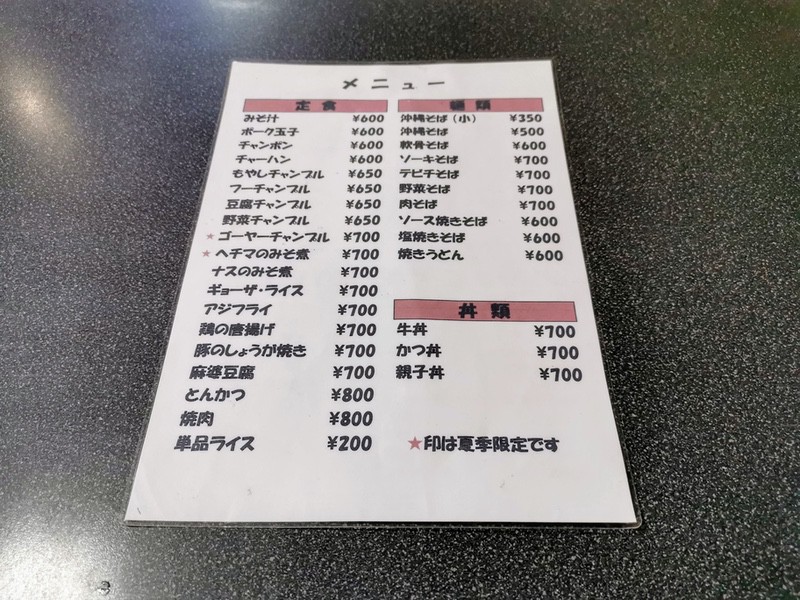 メニュー
定食
みそ汁 ¥600
ポーク玉子 ¥600
チャンポン ¥600
チャーハン ¥600
もやしチャンプル ¥650
フーチャンプル ¥650
豆腐チャンプル ¥650
野菜チャンプル ¥650
★ゴーヤーチャンプル ¥700
★ヘチマのみそ煮 ¥700
ナスのみそ煮 ¥700
ギョーザ・ライス ¥700
アジフライ ¥700
鶏の唐揚げ ¥700
豚のしょうが焼き ¥700
麻婆豆腐 ¥700
とんかつ ¥800
焼肉 ¥800
単品ライス ¥200
麺類
沖縄そば（小） ¥350
沖縄そば ¥500
軟骨そば ¥600
ソーキそば ¥700
テビチそば ¥700
野菜そば ¥700
肉そば ¥700
ソース焼きそば ¥600
塩焼きそば ¥600
焼きうどん ¥600
丼類
牛丼 ¥700
かつ丼 ¥700
親子丼 ¥700
★印は夏季限定です